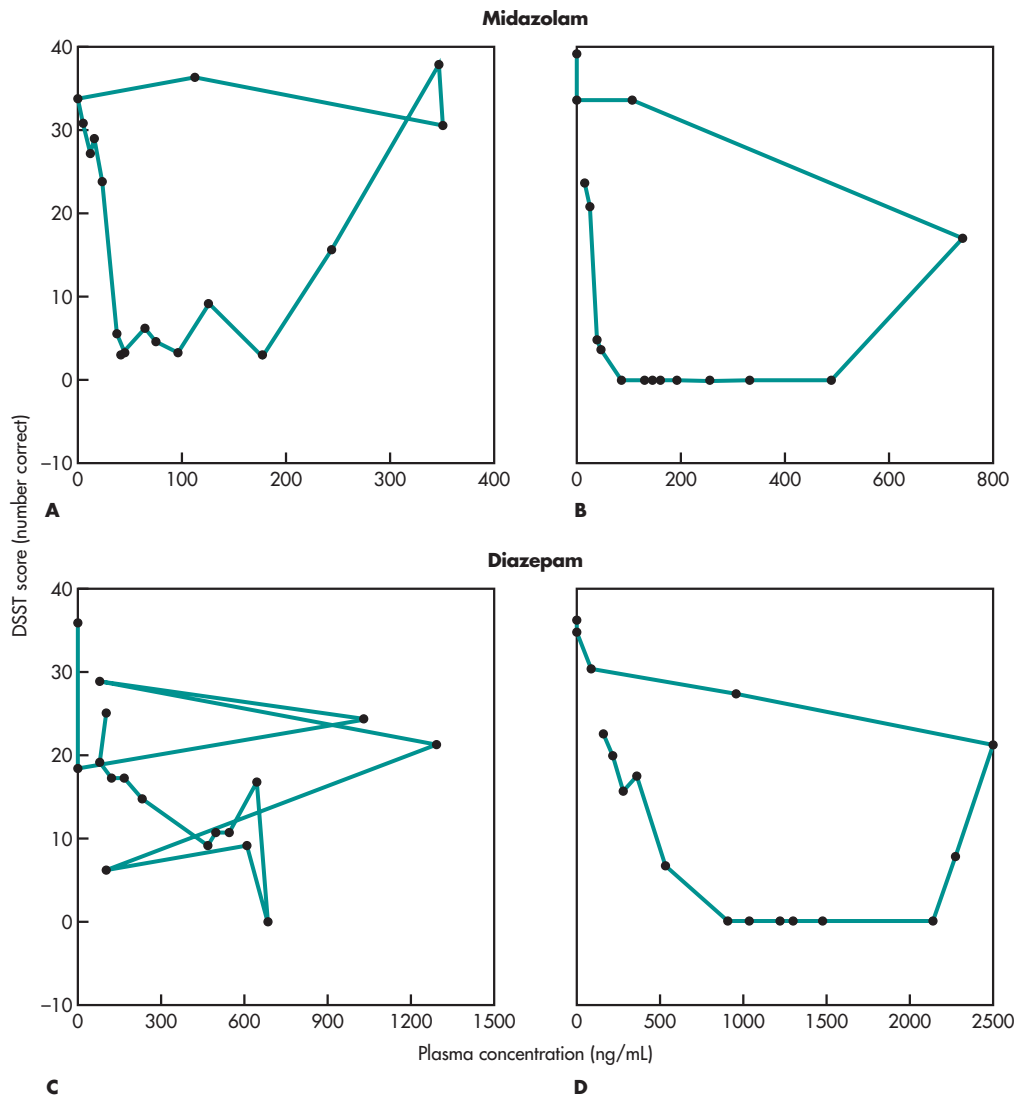 Midazolam
40
30
20
10
0
–10
0 100 200 300 400
0 200 400 600 800
A
B
DSST score (number correct)
Diazepam
40
30
20
10
0
–10
0 300 600 900 1200 1500
0 500 1000 1500 2000 2500
Plasma concentration (ng/mL)
C
D